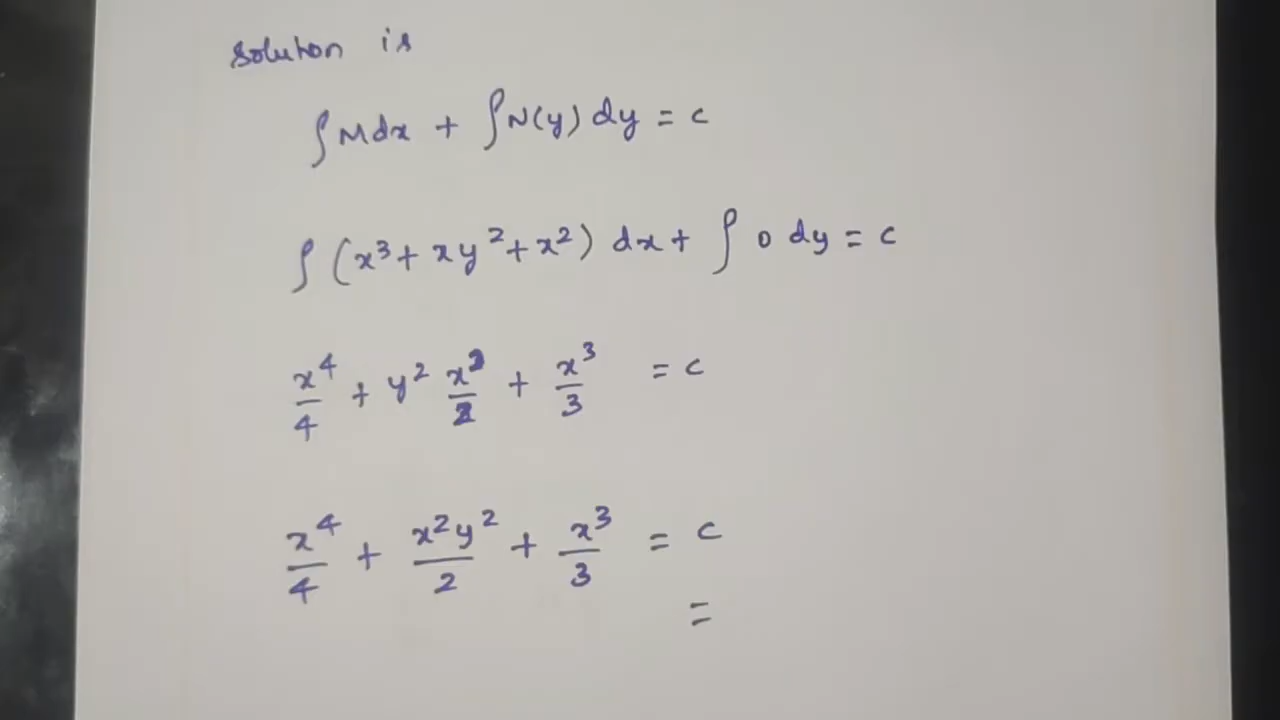 solution is
∫Mdx + ∫N(y) dy = c
∫(x³ + xy² + x²) dx + ∫0 dy = c
x⁴/4 + y² x²/2 + x³/3 = c
x⁴/4 + x²y²/2 + x³/3 = c
=